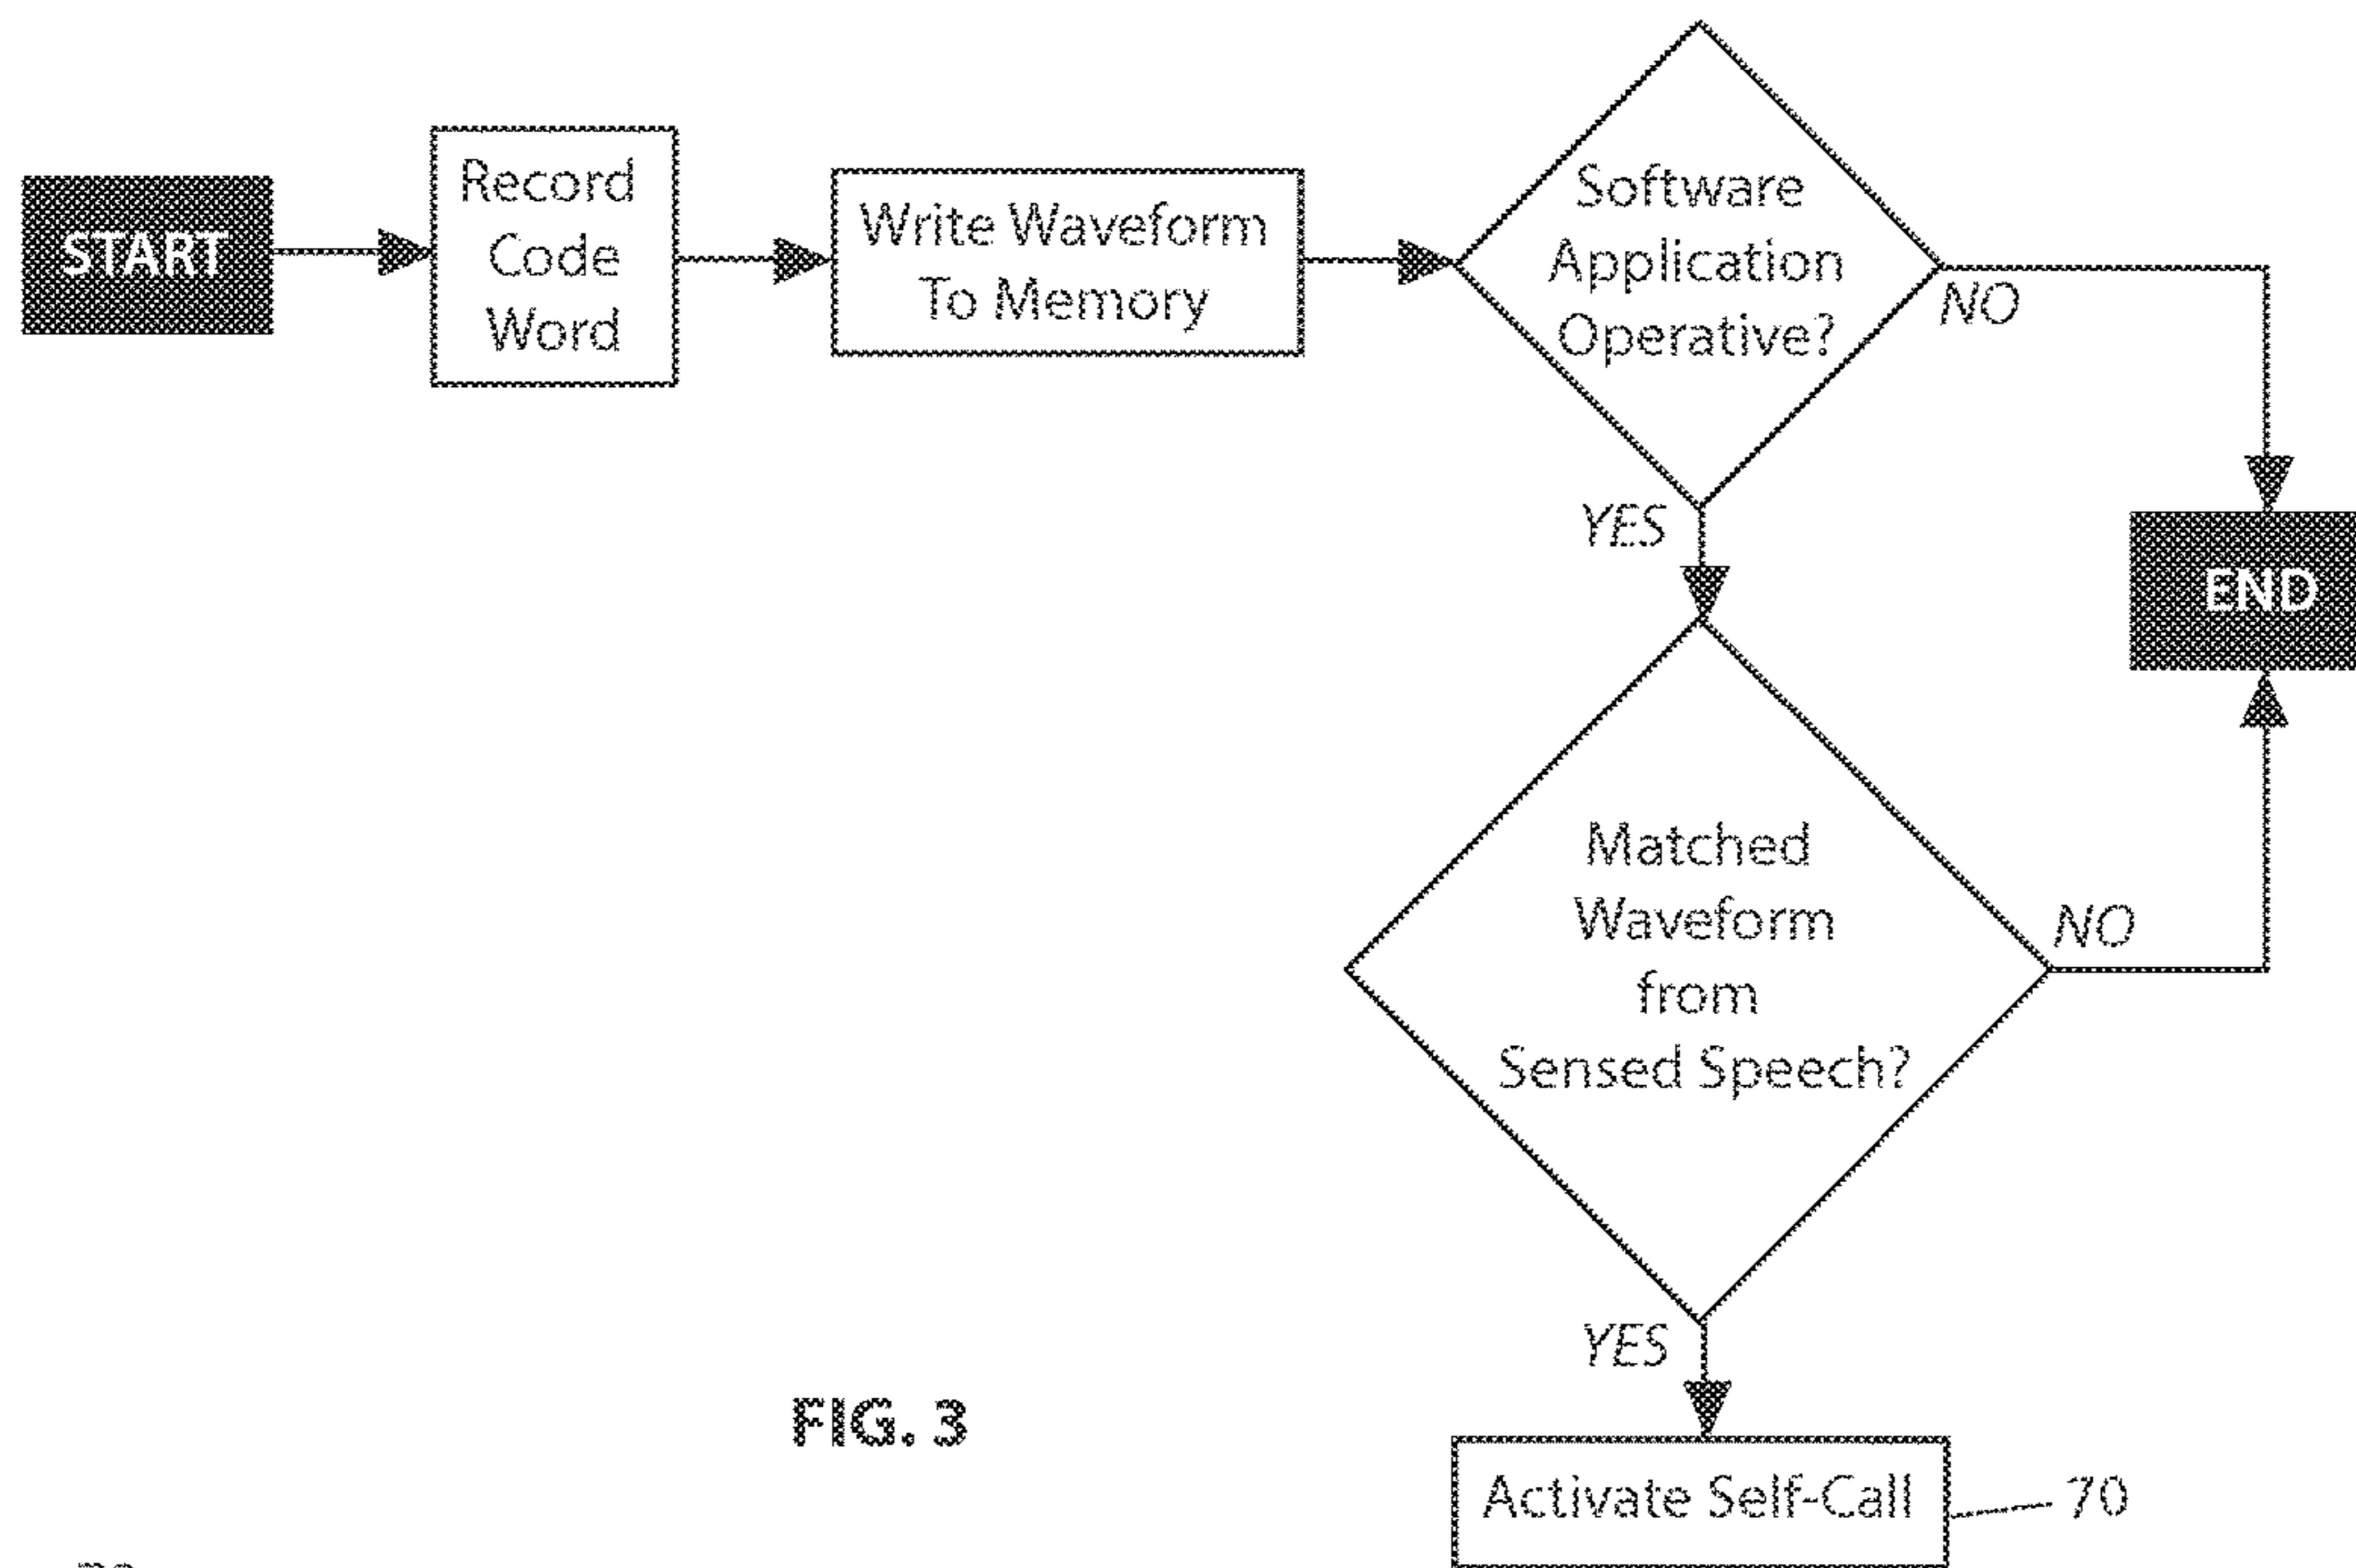 START
Record
Code
Word
Write Waveform
To Memory
Software
Application
Operative?
NO
YES
END
Matched
Waveform
from
Sensed Speech?
NO
YES
FIG. 3
Activate Self-Call
70